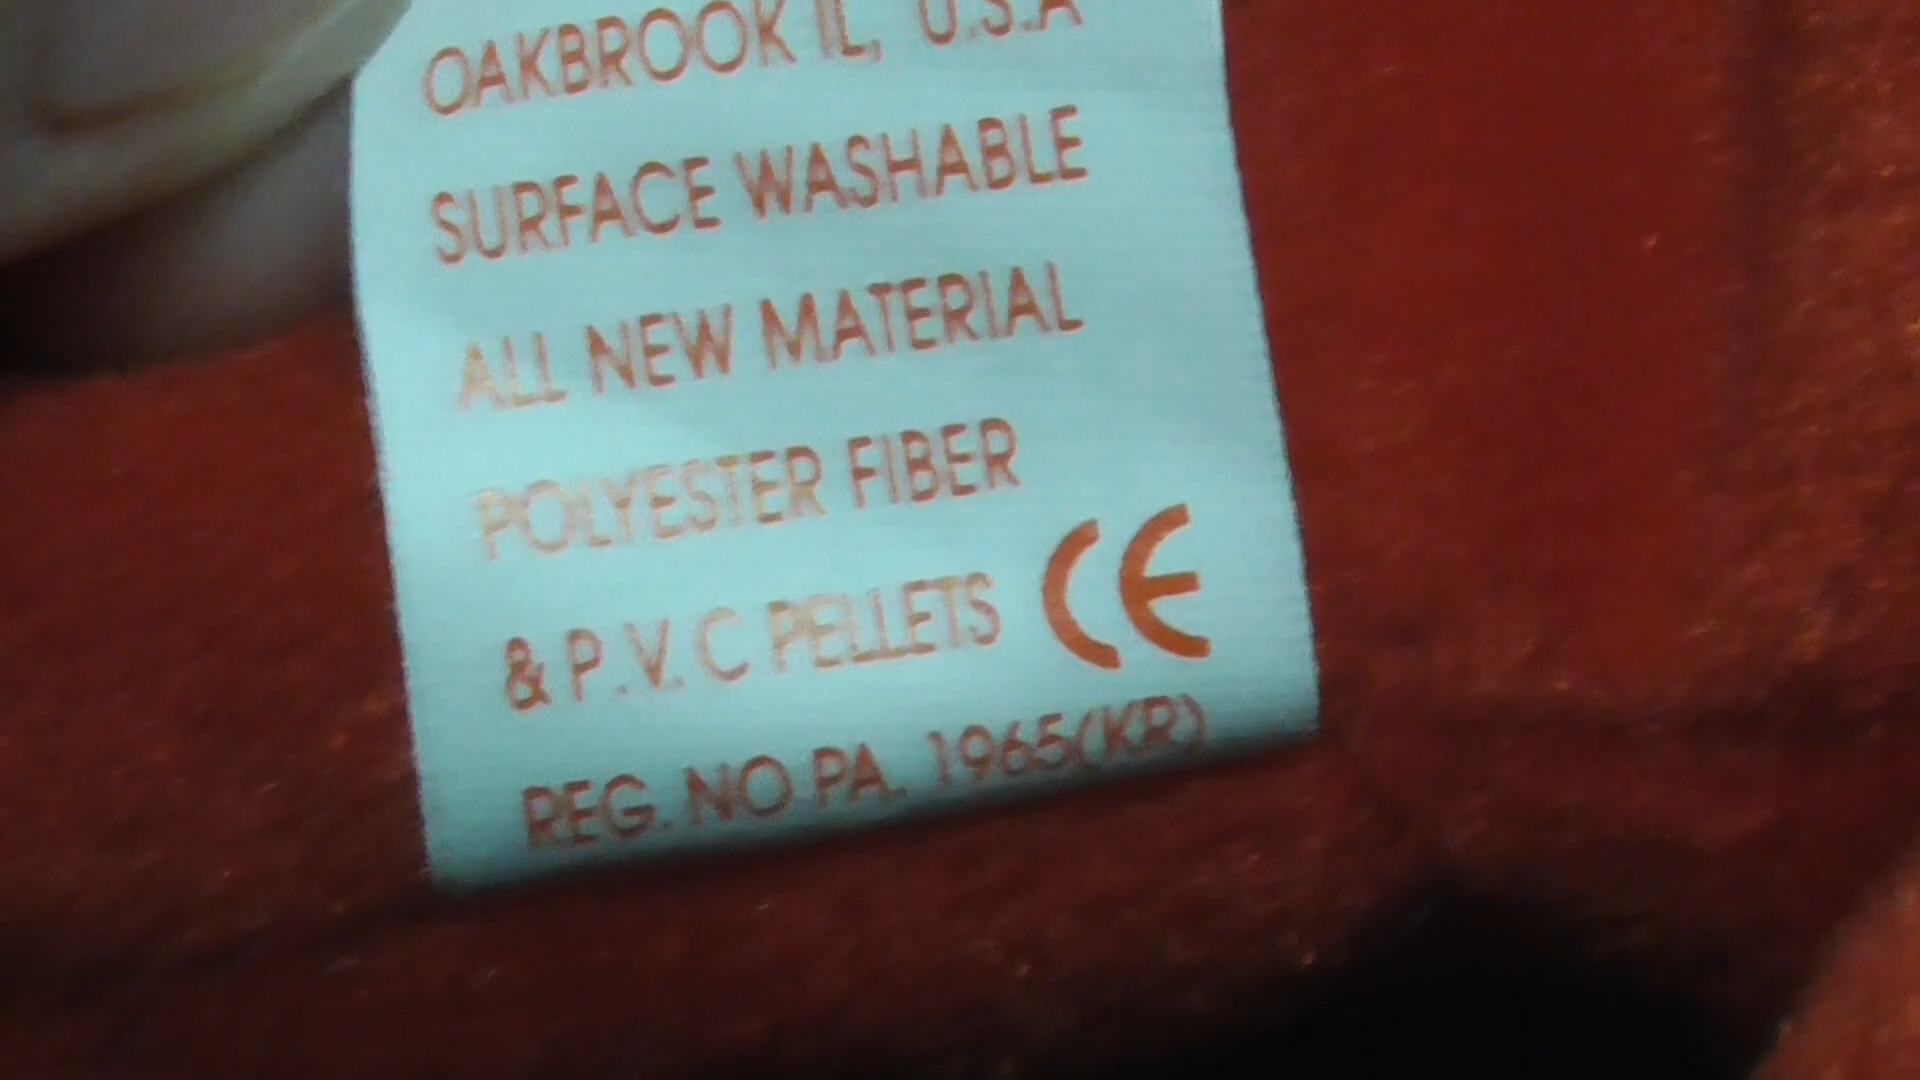 OAKBROOK IL, U.S.A
SURFACE WASHABLE
ALL NEW MATERIAL
POLYESTER FIBER
& P.V.C PELLETS CE
REG. NO PA. 1965(KR)